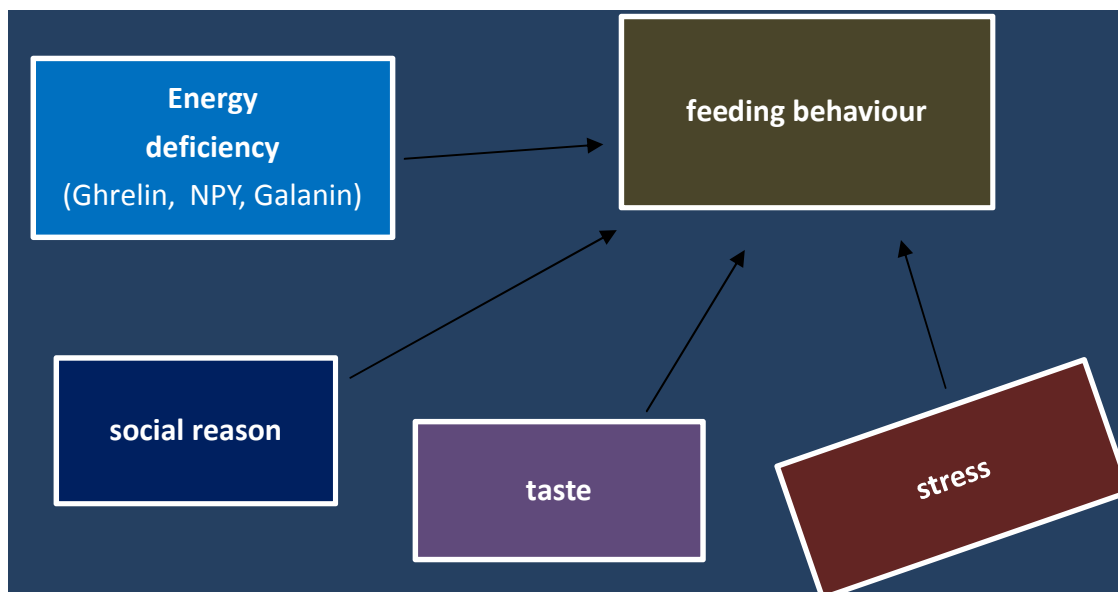 Energy
deficiency
(Ghrelin, NPY, Galanin)
feeding behaviour
social reason
taste
stress